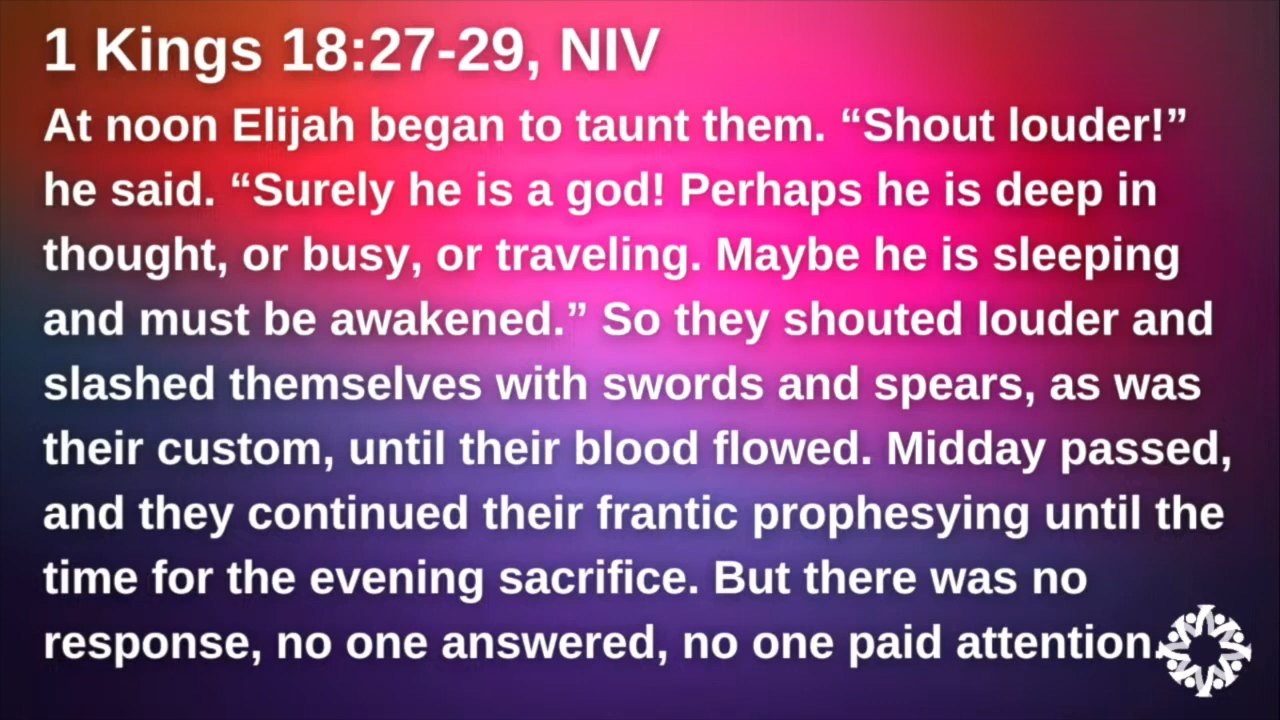 1 Kings 18:27-29, NIV
At noon Elijah began to taunt them. “Shout louder!”
he said. “Surely he is a god! Perhaps he is deep in
thought, or busy, or traveling. Maybe he is sleeping
and must be awakened.” So they shouted louder and
slashed themselves with swords and spears, as was
their custom, until their blood flowed. Midday passed,
and they continued their frantic prophesying until the
time for the evening sacrifice. But there was no
response, no one answered, no one paid attention.